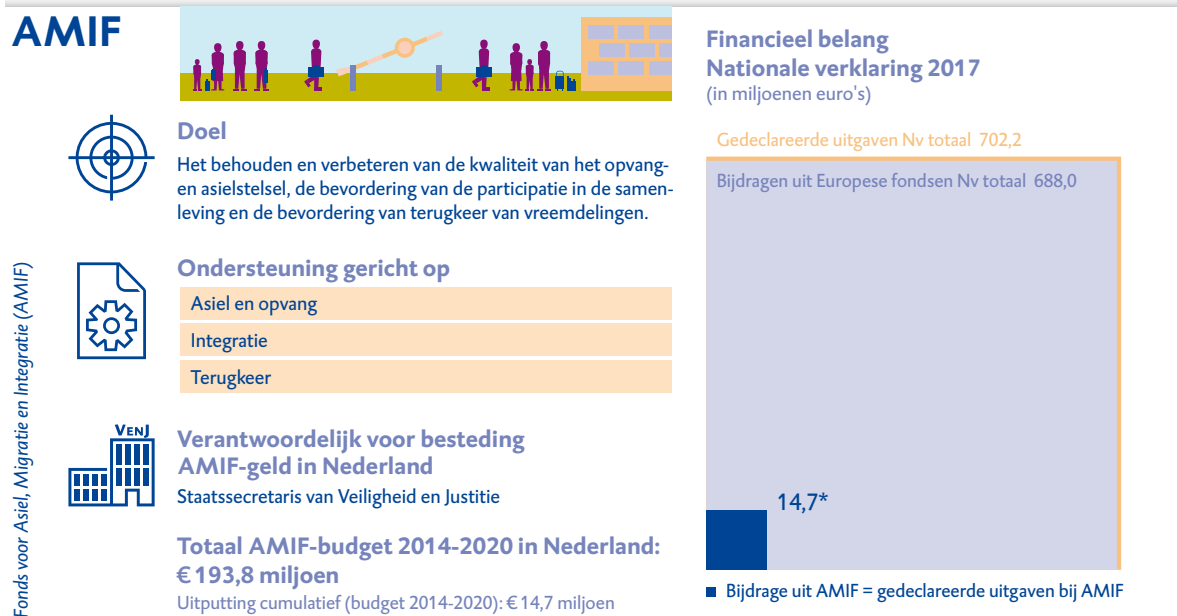 AMIF
Doel
Het behouden en verbeteren van de kwaliteit van het opvang-
en asielstelsel, de bevordering van de participatie in de samen-
leving en de bevordering van terugkeer van vreemdelingen.
Ondersteuning gericht op
Asiel en opvang
Integratie
Terugkeer
VENJ
Verantwoordelijk voor besteding
AMIF-geld in Nederland
Staatssecretaris van Veiligheid en Justitie
Totaal AMIF-budget 2014-2020 in Nederland:
€ 193,8 miljoen
Uitputting cumulatief (budget 2014-2020): € 14,7 miljoen
Fonds voor Asiel, Migratie en Integratie (AMIF)
Financieel belang
Nationale verklaring 2017
(in miljoenen euro's)
Gedeclareerde uitgaven Nv totaal 702,2
Bijdragen uit Europese fondsen Nv totaal 688,0
14,7*
Bijdrage uit AMIF = gedeclareerde uitgaven bij AMIF